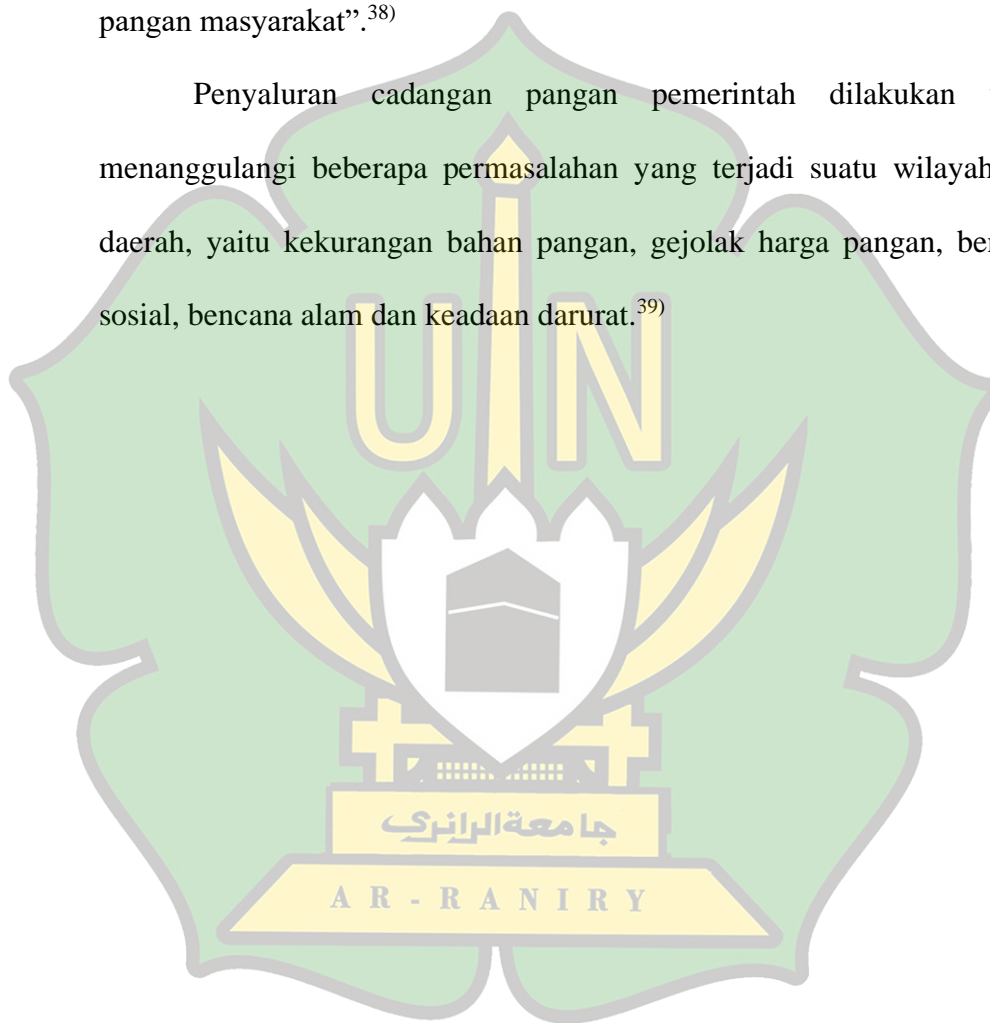 pangan masyarakat”.38)
Penyaluran cadangan pangan pemerintah dilakukan
menanggulangi beberapa permasalahan yang terjadi suatu wilayah
daerah, yaitu kekurangan bahan pangan, gejolak harga pangan,
sosial, bencana alam dan keadaan darurat.39)
UIN
جامعة الرانري
AR-RANIRY